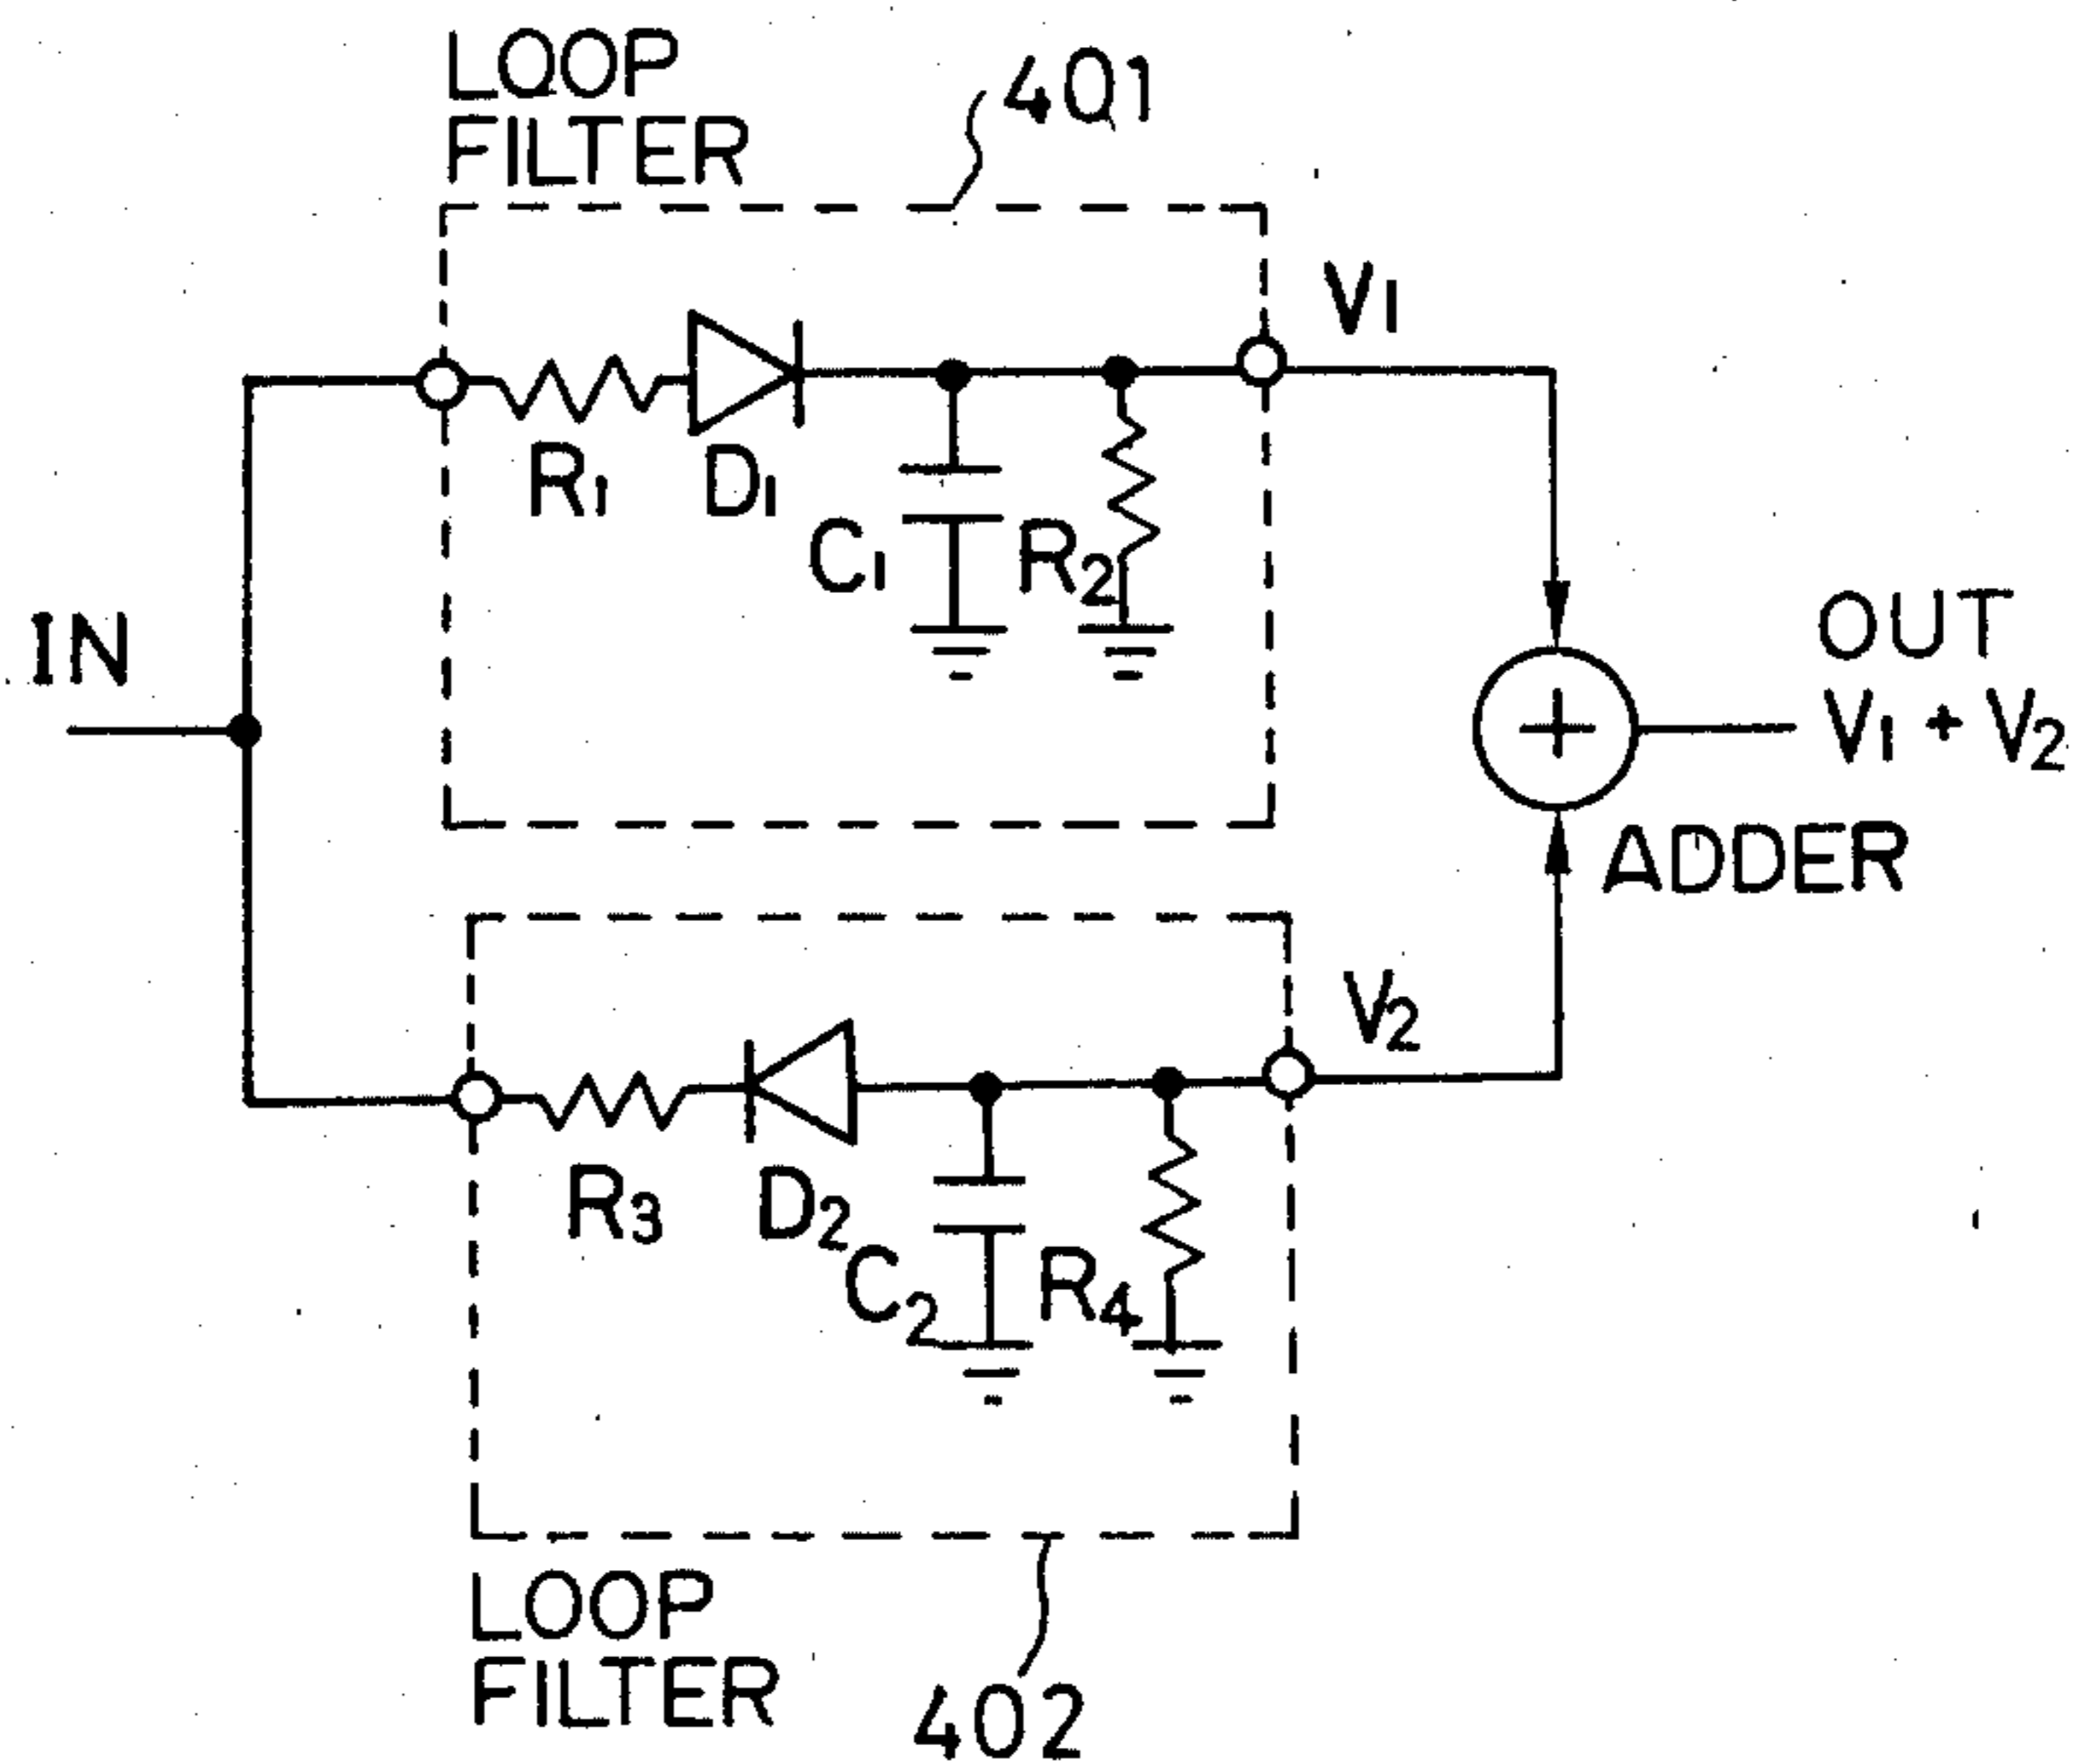 LOOP
FILTER
401
V1
R1
D1
C1
R2
IN
OUT
V1 + V2
+
ADDER
V2
R3
D2
C2
R4
LOOP
FILTER
402